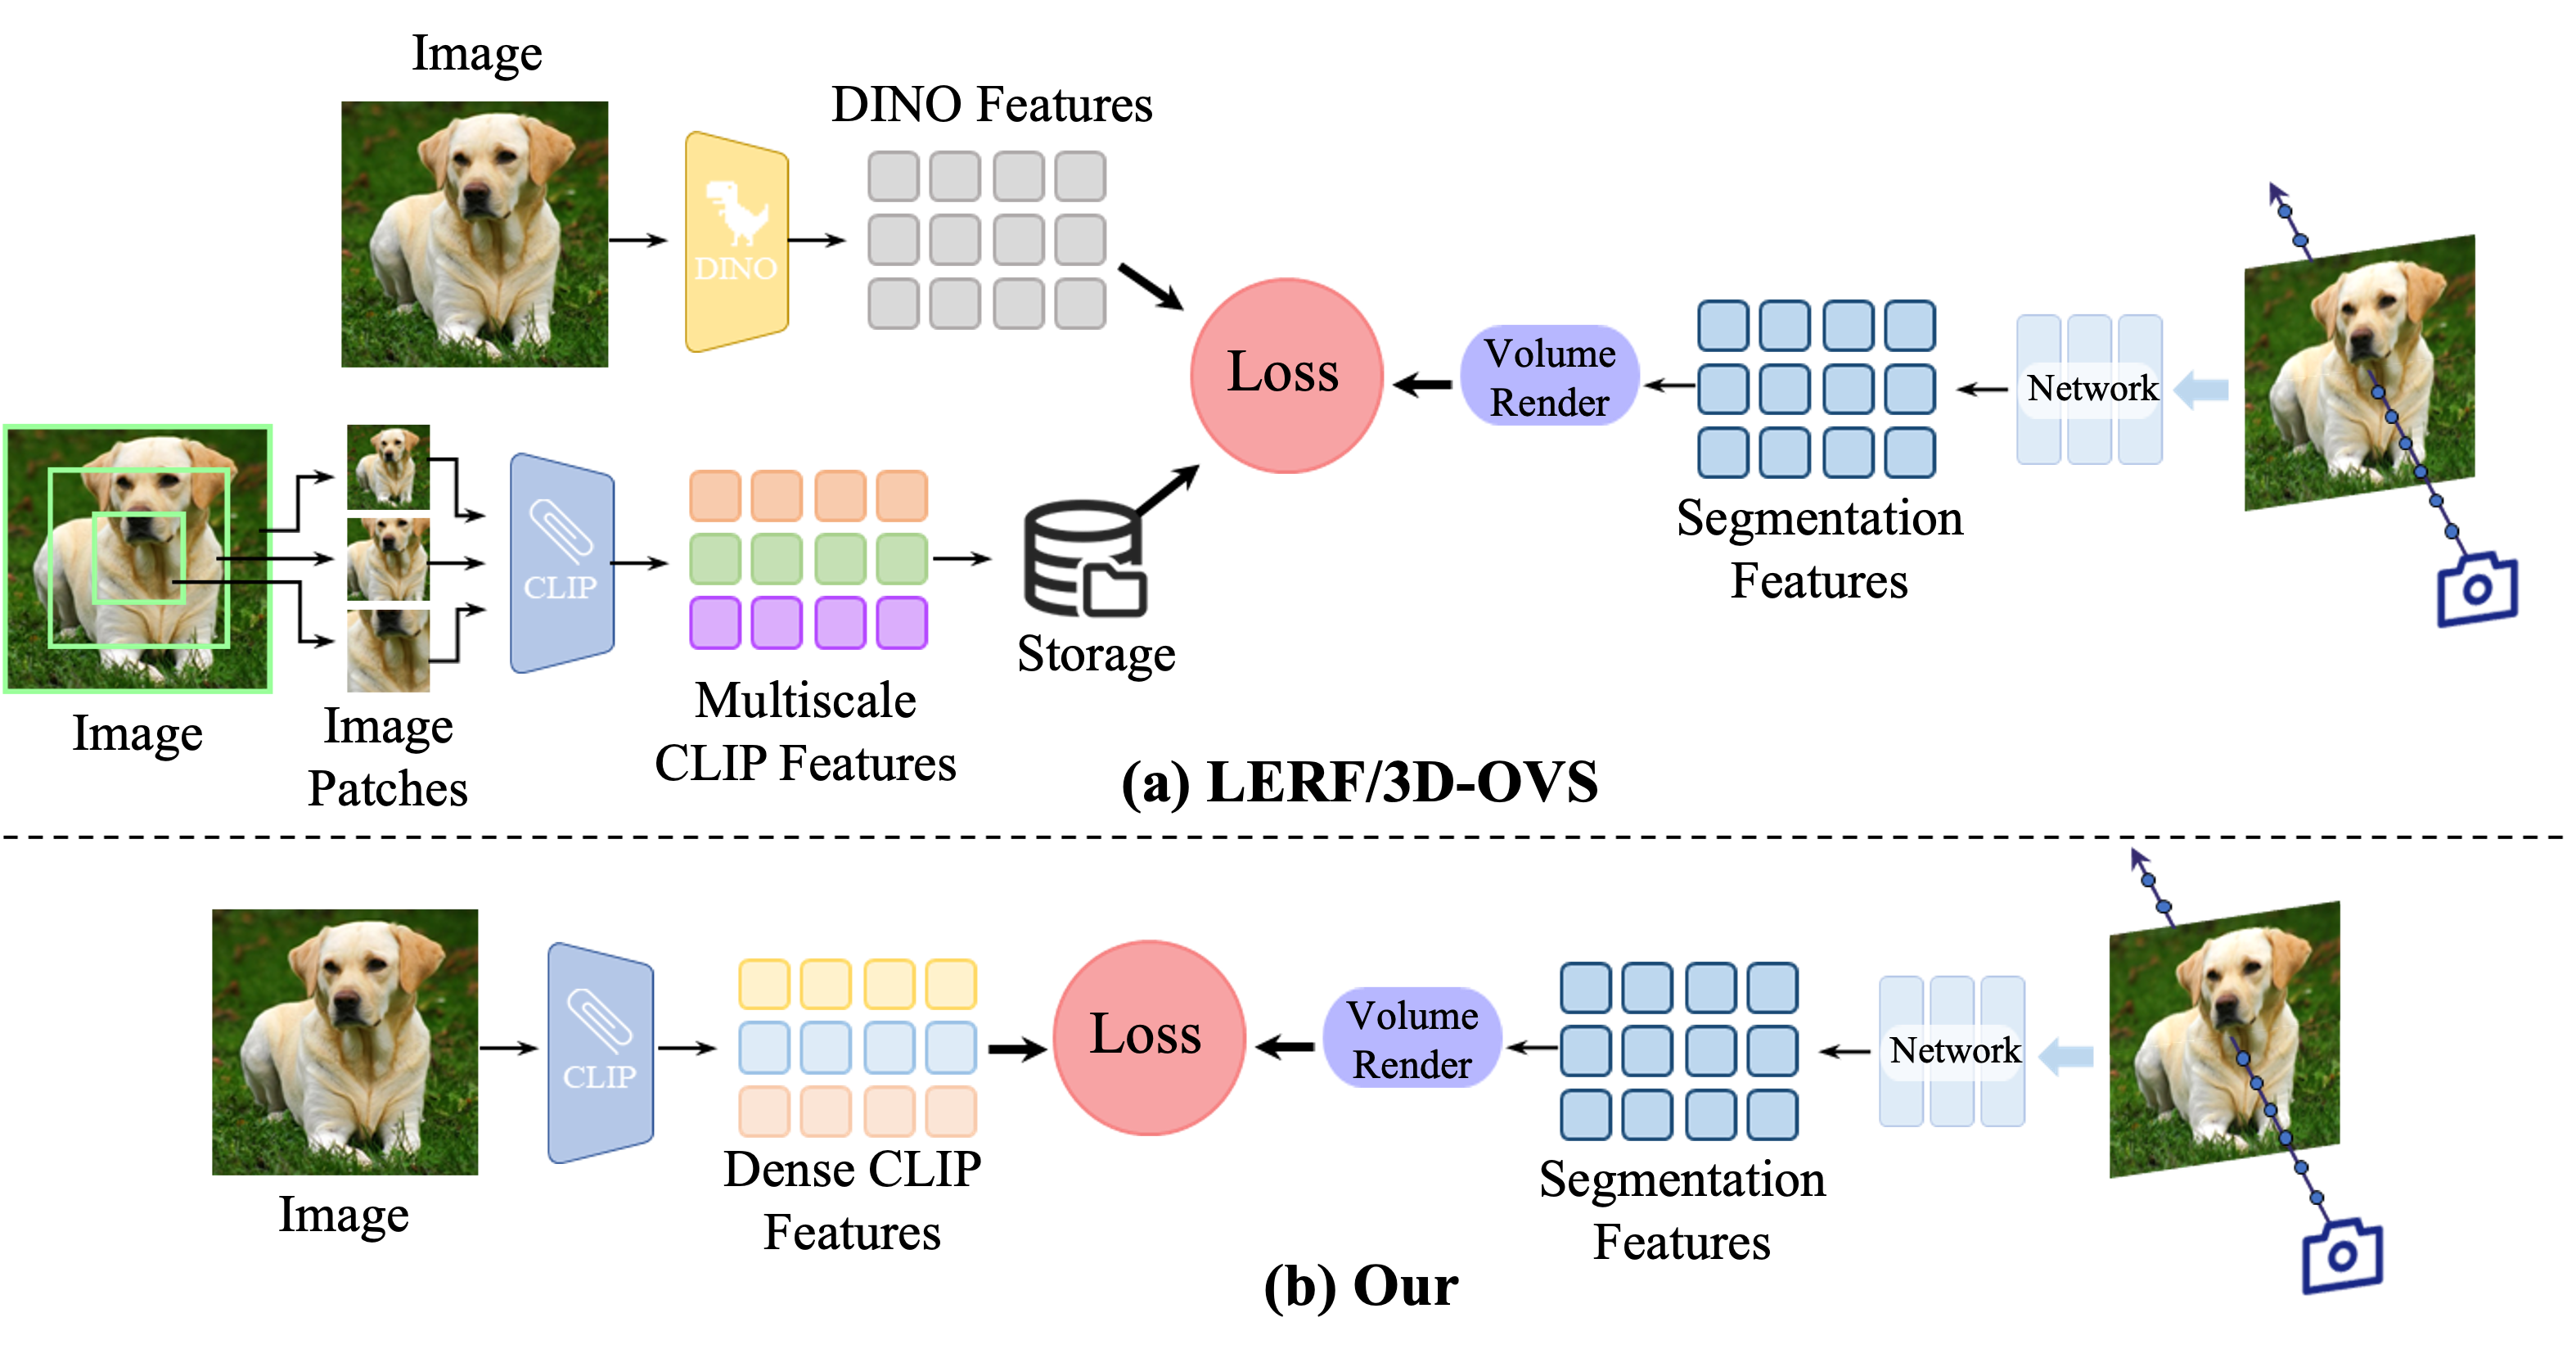 Image
DINO Features
DINO
Loss
Volume
Render
Segmentation
Features
Network
Image
Image
Patches
CLIP
Multiscale
CLIP Features
Storage
(a) LERF/3D-OVS
Image
CLIP
Dense CLIP
Features
Loss
Volume
Render
Segmentation
Features
Network
(b) Our